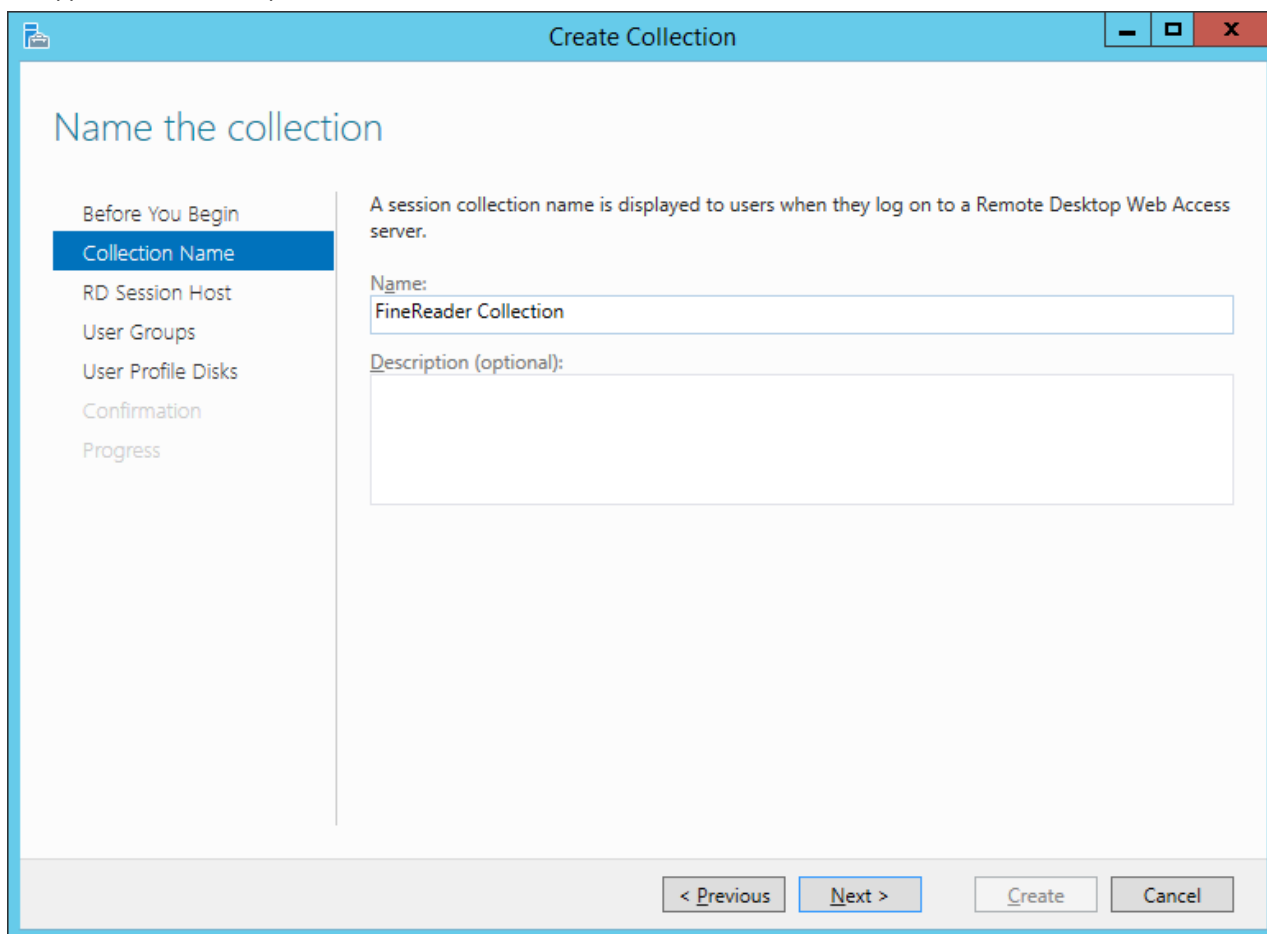 Create Collection
Name the collection
Before You Begin
Collection Name
RD Session Host
User Groups
User Profile Disks
Confirmation
Progress
A session collection name is displayed to users when they log on to a Remote Desktop Web Access
server.
Name:
FineReader Collection
Description (optional):
< Previous
Next >
Create
Cancel